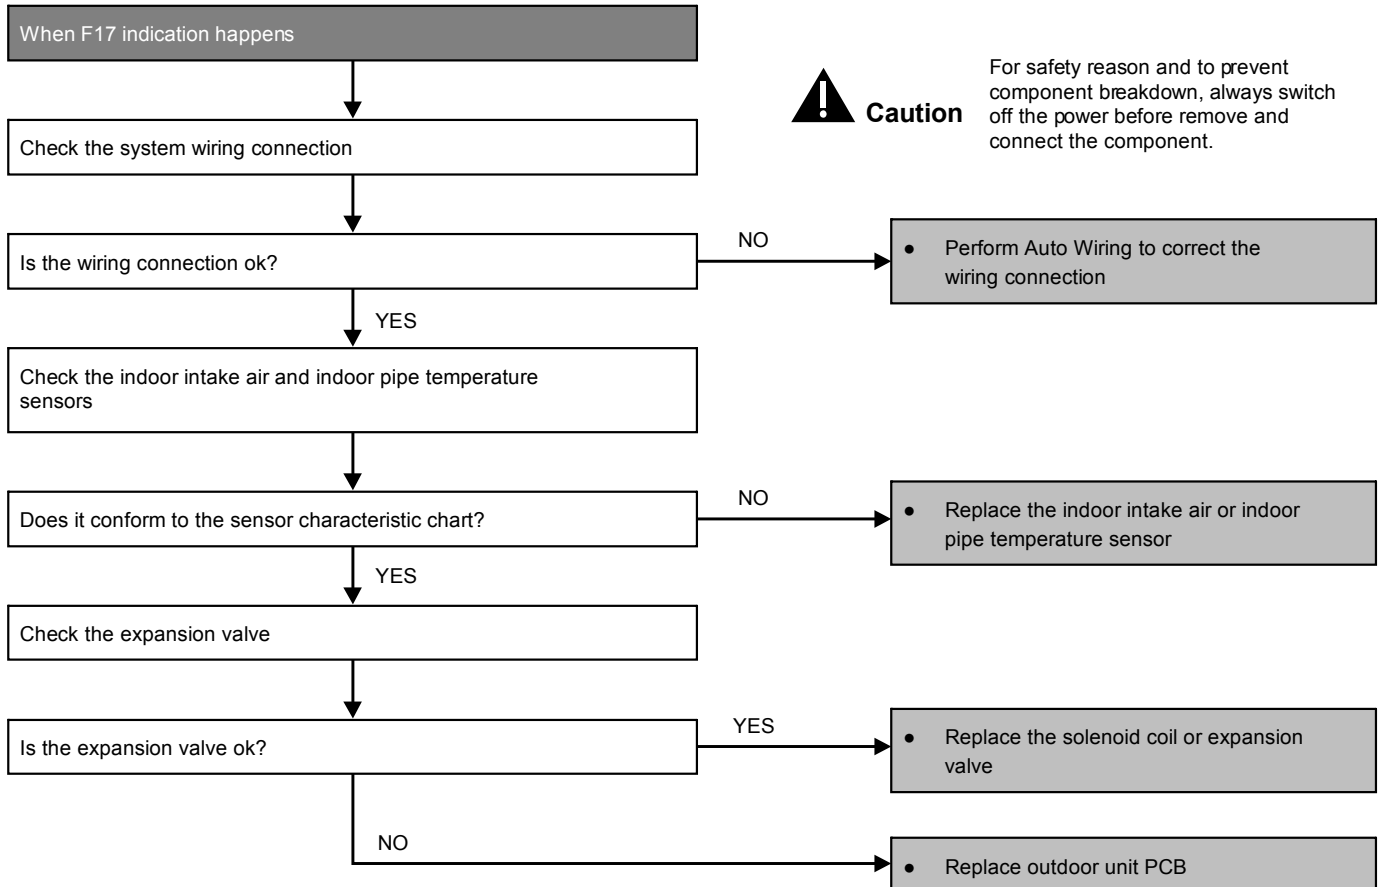 When F17 indication happens
For safety reason and to prevent
component breakdown, always switch
off the power before remove and
connect the component.
Caution
Check the system wiring connection
Is the wiring connection ok?
NO
● Perform Auto Wiring to correct the
wiring connection
YES
Check the indoor intake air and indoor pipe temperature
sensors
Does it conform to the sensor characteristic chart?
NO
● Replace the indoor intake air or indoor
pipe temperature sensor
YES
Check the expansion valve
Is the expansion valve ok?
YES
● Replace the solenoid coil or expansion
valve
NO
● Replace outdoor unit PCB